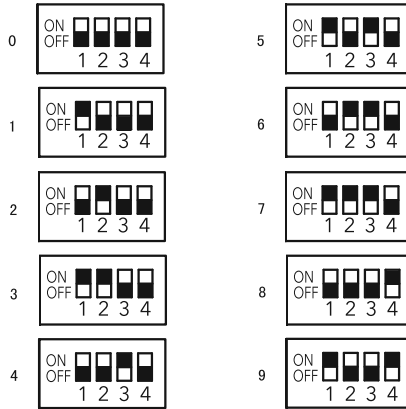 0 ON OFF 1 2 3 4
1 ON OFF 1 2 3 4
2 ON OFF 1 2 3 4
3 ON OFF 1 2 3 4
4 ON OFF 1 2 3 4
5 ON OFF 1 2 3 4
6 ON OFF 1 2 3 4
7 ON OFF 1 2 3 4
8 ON OFF 1 2 3 4
9 ON OFF 1 2 3 4